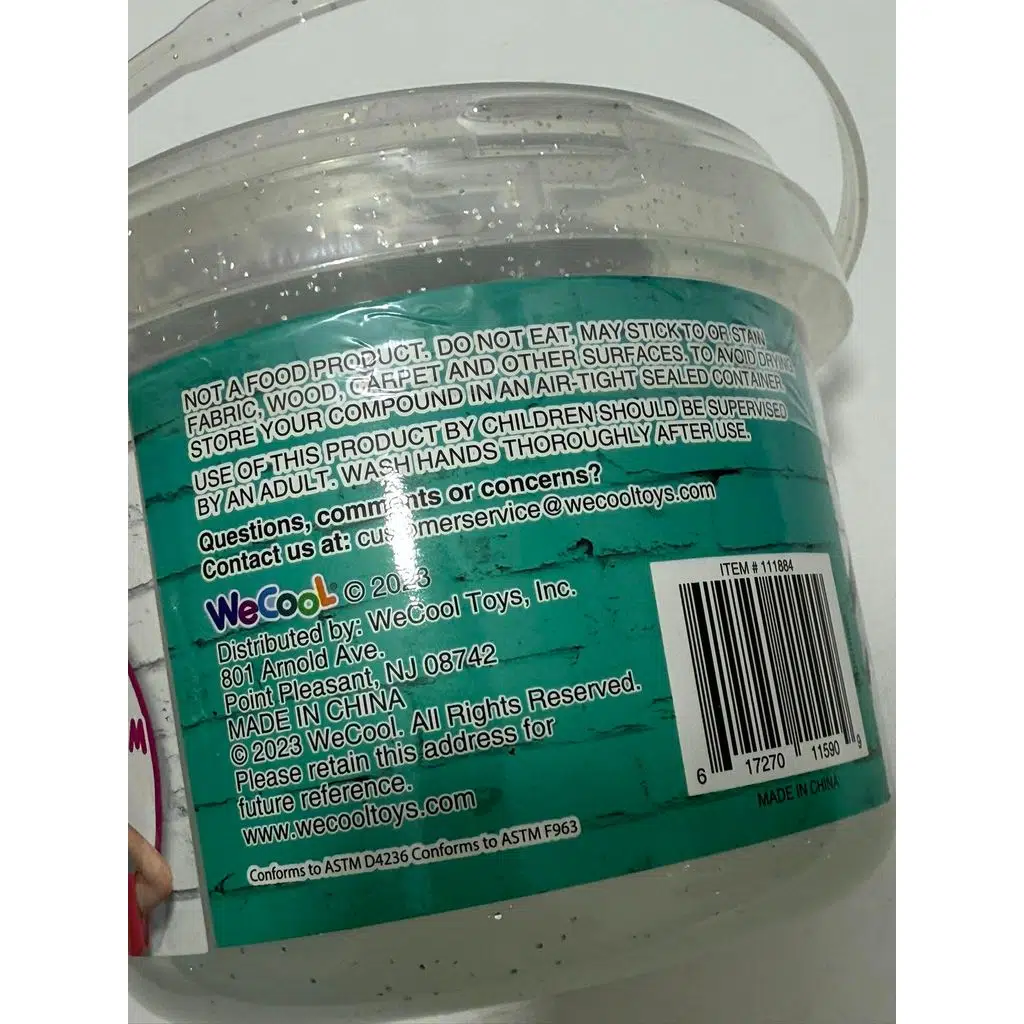 NOT A FOOD PRODUCT. DO NOT EAT, MAY STICK TO OR STAIN
FABRIC, WOOD, CARPET AND OTHER SURFACES. TO AVOID DRYING
STORE YOUR COMPOUND IN AN AIR-TIGHT SEALED CONTAINER
USE OF THIS PRODUCT BY CHILDREN SHOULD BE SUPERVISED
BY AN ADULT. WASH HANDS THOROUGHLY AFTER USE.
Questions, comments or concerns?
Contact us at: customerservice@wecooltoys.com
WeCooL © 2023
Distributed by: WeCool Toys, Inc.
801 Arnold Ave.
Point Pleasant, NJ 08742
MADE IN CHINA
© 2023 WeCool. All Rights Reserved.
Please retain this address for
future reference.
www.wecooltoys.com
Conforms to ASTM D4236 Conforms to ASTM F963
ITEM # 111884
6 17270 11590 9
MADE IN CHINA